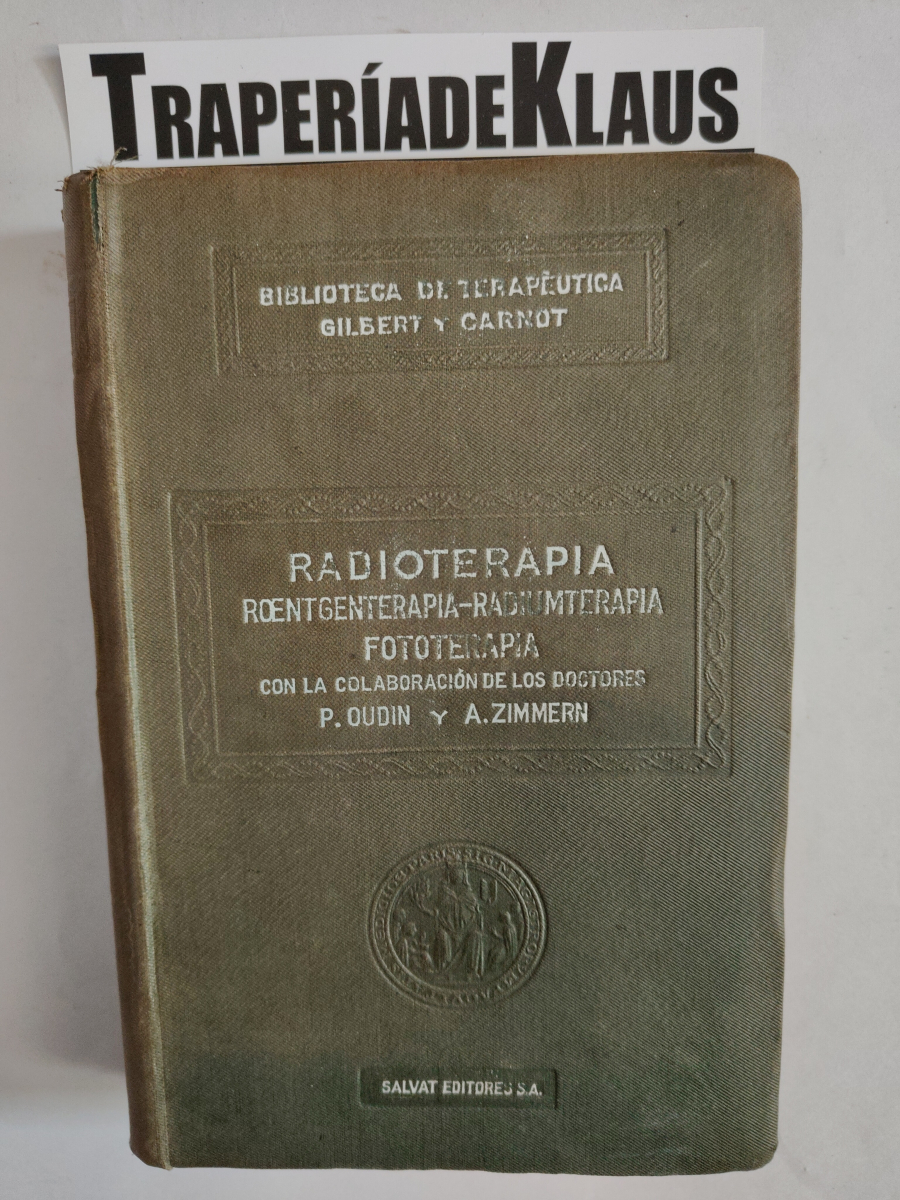 TRAPERÍADEKLAUS
BIBLIOTECA DE TERAPÈUTICA
GILBERT Y CARNOT
RADIOTERAPIA
RŒNTGENTERAPIA-RADIUMTERAPIA
FOTOTERAPIA
CON LA COLABORACIÓN DE LOS DOCTORES
P. OUDIN Y A. ZIMMERN
SALVAT EDITORES S.A.